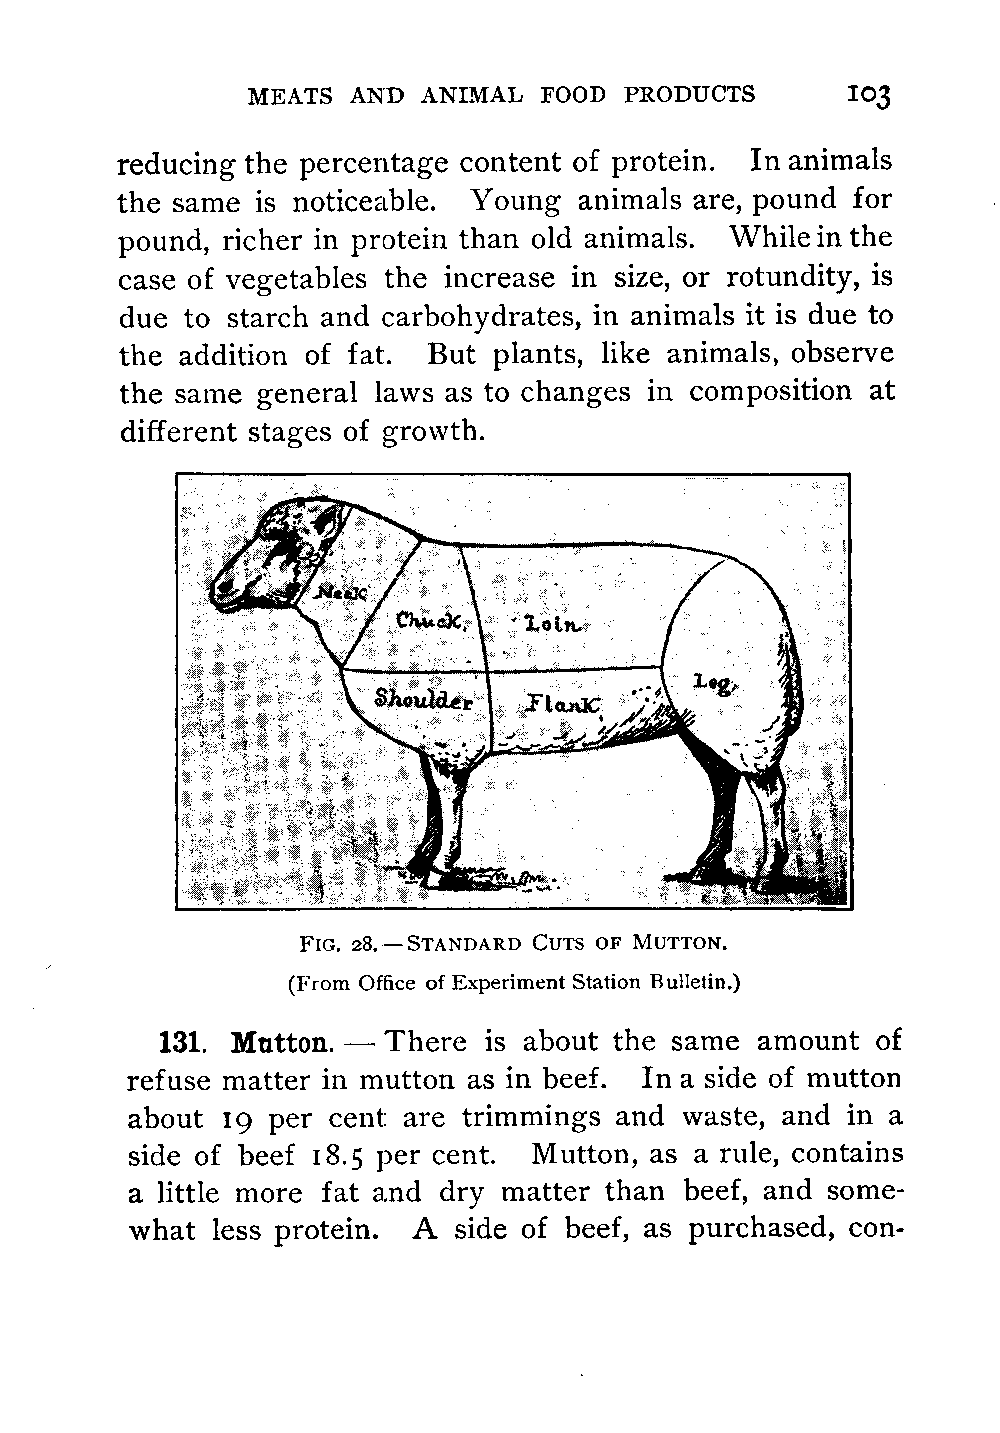 MEATS AND ANIMAL FOOD PRODUCTS 103
reducing the percentage content of protein. In animals
the same is noticeable. Young animals are, pound for
pound, richer in protein than old animals. While in the
case of vegetables the increase in size, or rotundity, is
due to starch and carbohydrates, in animals it is due to
the addition of fat. But plants, like animals, observe
the same general laws as to changes in composition at
different stages of growth.
Neck
Chuck
Loin
Leg
Shoulder
Flank
FIG. 28. — STANDARD CUTS OF MUTTON.
(From Office of Experiment Station Bulletin.)
131. Mutton. — There is about the same amount of
refuse matter in mutton as in beef. In a side of mutton
about 19 per cent are trimmings and waste, and in a
side of beef 18.5 per cent. Mutton, as a rule, contains
a little more fat and dry matter than beef, and some-
what less protein. A side of beef, as purchased, con-